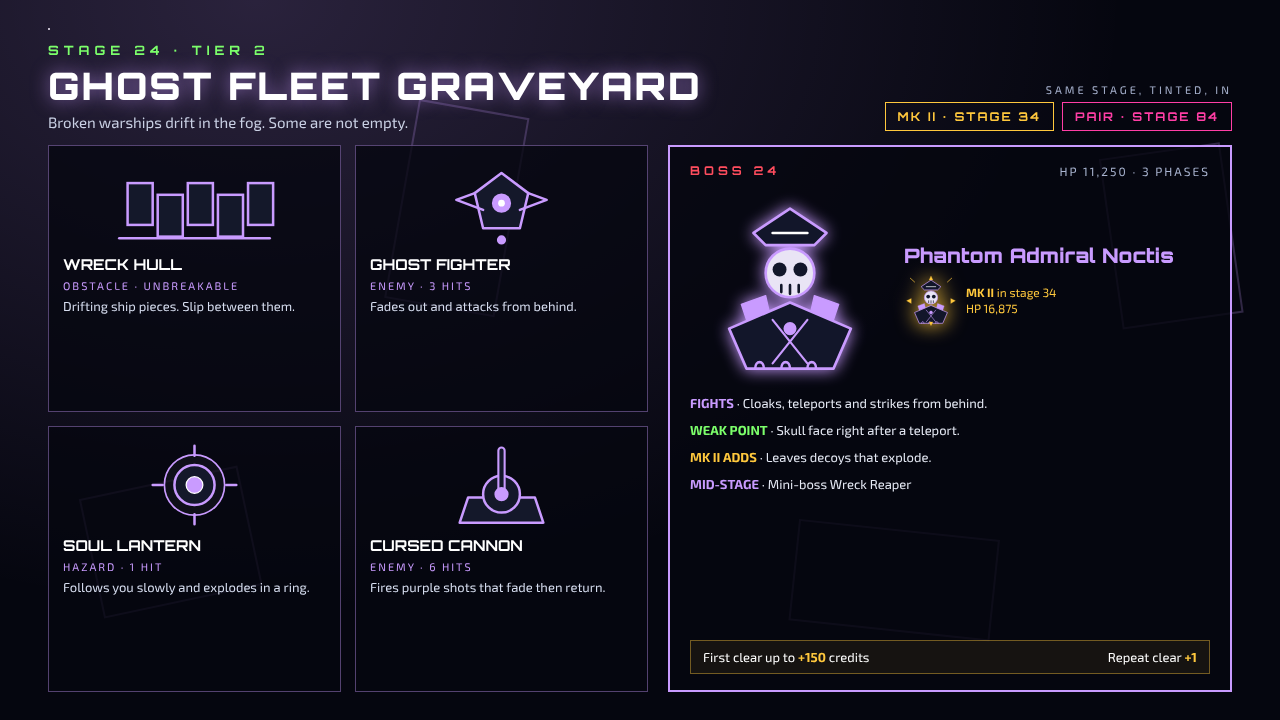 STAGE 24 · TIER 2
GHOST FLEET GRAVEYARD
Broken warships drift in the fog. Some are not empty.
SAME STAGE, TINTED, IN
MK II · STAGE 34
PAIR · STAGE 84
WRECK HULL
OBSTACLE · UNBREAKABLE
Drifting ship pieces. Slip between them.
GHOST FIGHTER
ENEMY · 3 HITS
Fades out and attacks from behind.
SOUL LANTERN
HAZARD · 1 HIT
Follows you slowly and explodes in a ring.
CURSED CANNON
ENEMY · 6 HITS
Fires purple shots that fade then return.
BOSS 24
HP 11,250 · 3 PHASES
Phantom Admiral Noctis
MK II in stage 34
HP 16,875
FIGHTS · Cloaks, teleports and strikes from behind.
WEAK POINT · Skull face right after a teleport.
MK II ADDS · Leaves decoys that explode.
MID-STAGE · Mini-boss Wreck Reaper
First clear up to +150 credits
Repeat clear +1